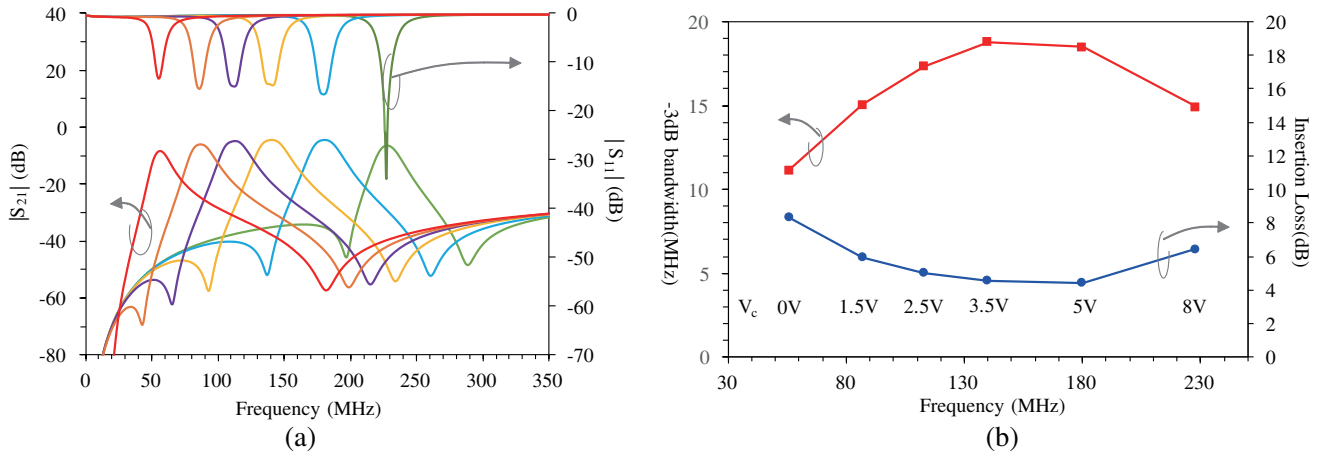 40
20
0
-20
-40
-60
-80
|S21| (dB)
0
-10
-20
-30
-40
-50
-60
-70
|S11| (dB)
0 50 100 150 200 250 300 350
Frequency (MHz)
(a)
20
15
10
5
0
-3dB bandwidth/(MHz)
20
18
16
14
12
10
8
6
4
2
0
Insertion Loss(dB)
Vc 0V 1.5V 2.5V 3.5V 5V 8V
30 80 130 180 230
Frequency (MHz)
(b)